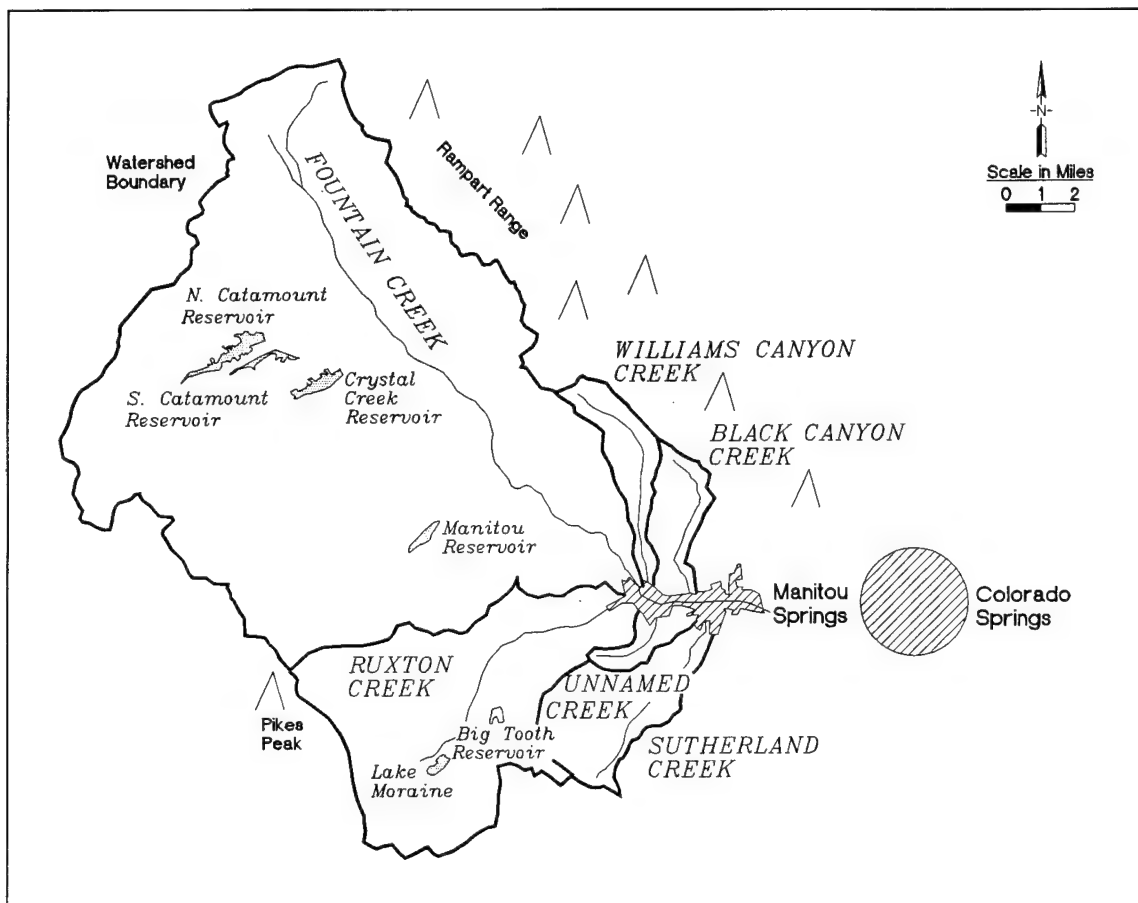 -N-
Scale in Miles
0 1 2
Watershed
Boundary
Rampart Range
FOUNTAIN CREEK
N. Catamount
Reservoir
S. Catamount
Reservoir
Crystal
Creek
Reservoir
WILLIAMS CANYON
CREEK
BLACK CANYON
CREEK
Manitou
Reservoir
Manitou
Springs
Colorado
Springs
RUXTON
CREEK
UNNAMED
CREEK
Pikes
Peak
Big Tooth
Reservoir
SUTHERLAND
CREEK
Lake
Moraine